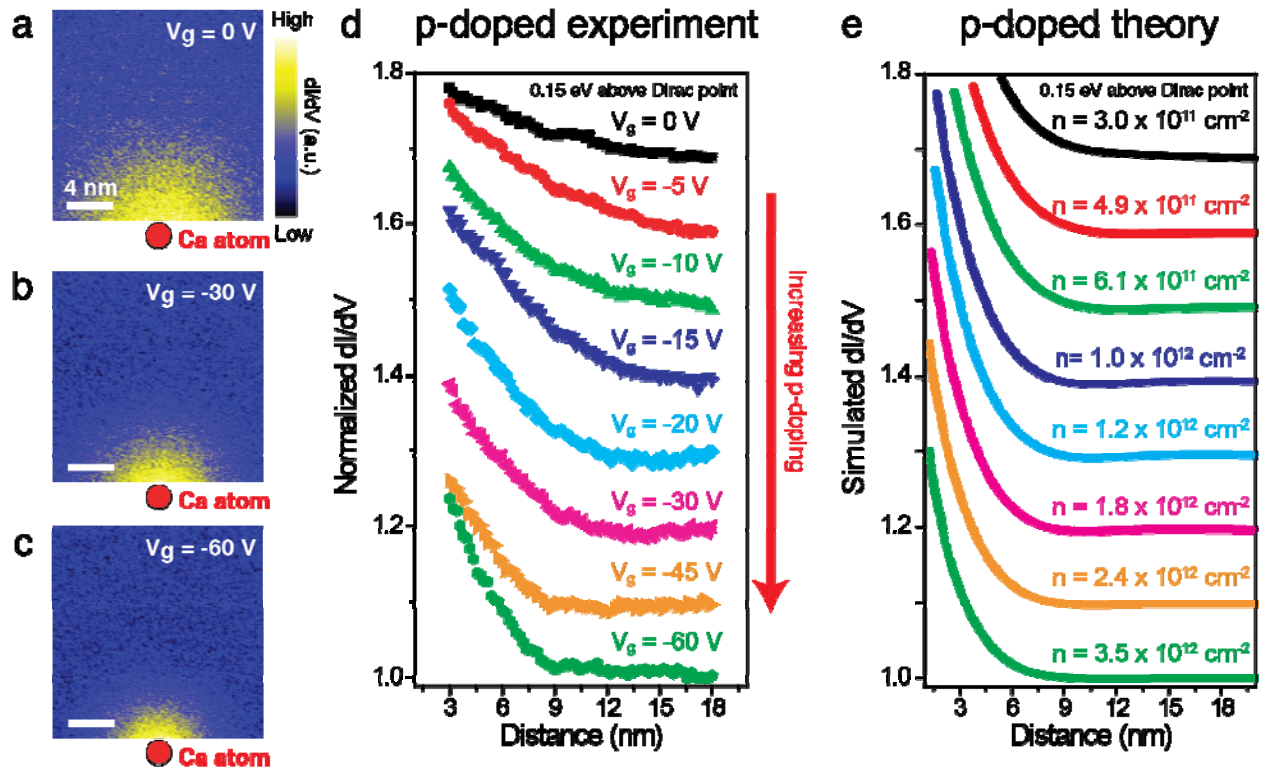 a
Vg = 0 V
High
dI/dV (a.u.)
Low
4 nm
Ca atom
b
Vg = -30 V
Ca atom
c
Vg = -60 V
Ca atom
d
p-doped experiment
1.8
1.6
1.4
1.2
1.0
Normalized dI/dV
0.15 eV above Dirac point
Vg = 0 V
Vg = -5 V
Vg = -10 V
Vg = -15 V
Vg = -20 V
Vg = -30 V
Vg = -45 V
Vg = -60 V
3 6 9 12 15 18
Distance (nm)
Increasing p-doping
e
p-doped theory
1.8
1.6
1.4
1.2
1.0
Simulated dI/dV
0.15 eV above Dirac point
n = 3.0 x 10¹¹ cm⁻²
n = 4.9 x 10¹¹ cm⁻²
n = 6.1 x 10¹¹ cm⁻²
n= 1.0 x 10¹² cm⁻²
n = 1.2 x 10¹² cm⁻²
n = 1.8 x 10¹² cm⁻²
n = 2.4 x 10¹² cm⁻²
n = 3.5 x 10¹² cm⁻²
3 6 9 12 15 18
Distance (nm)